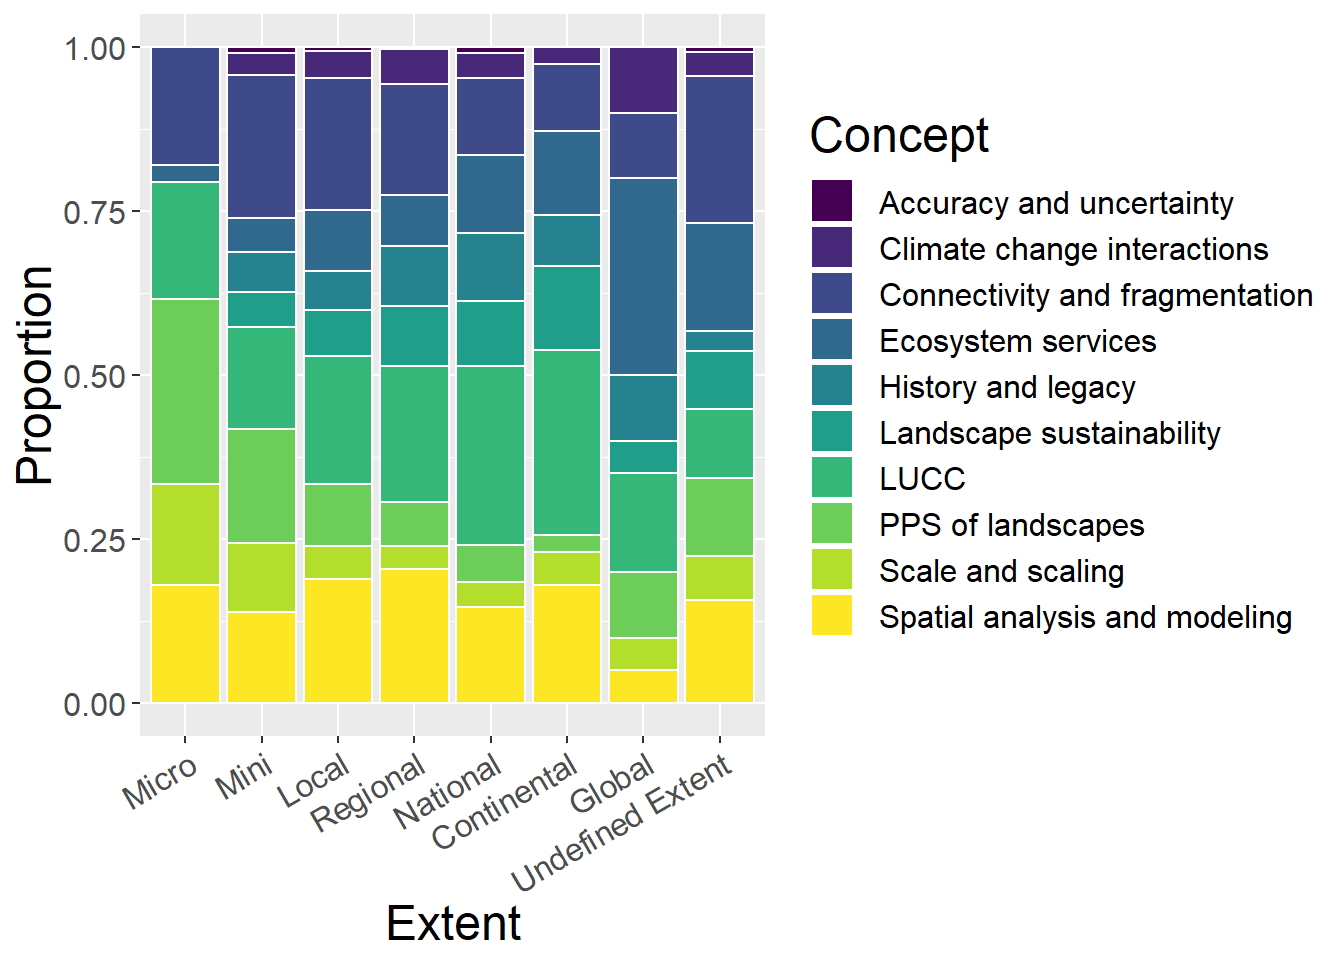 Proportion
1.00
0.75
0.50
0.25
0.00
Micro
Mini
Local
Regional
National
Continental
Global
Undefined Extent
Extent
Concept
Accuracy and uncertainty
Climate change interactions
Connectivity and fragmentation
Ecosystem services
History and legacy
Landscape sustainability
LUCC
PPS of landscapes
Scale and scaling
Spatial analysis and modeling